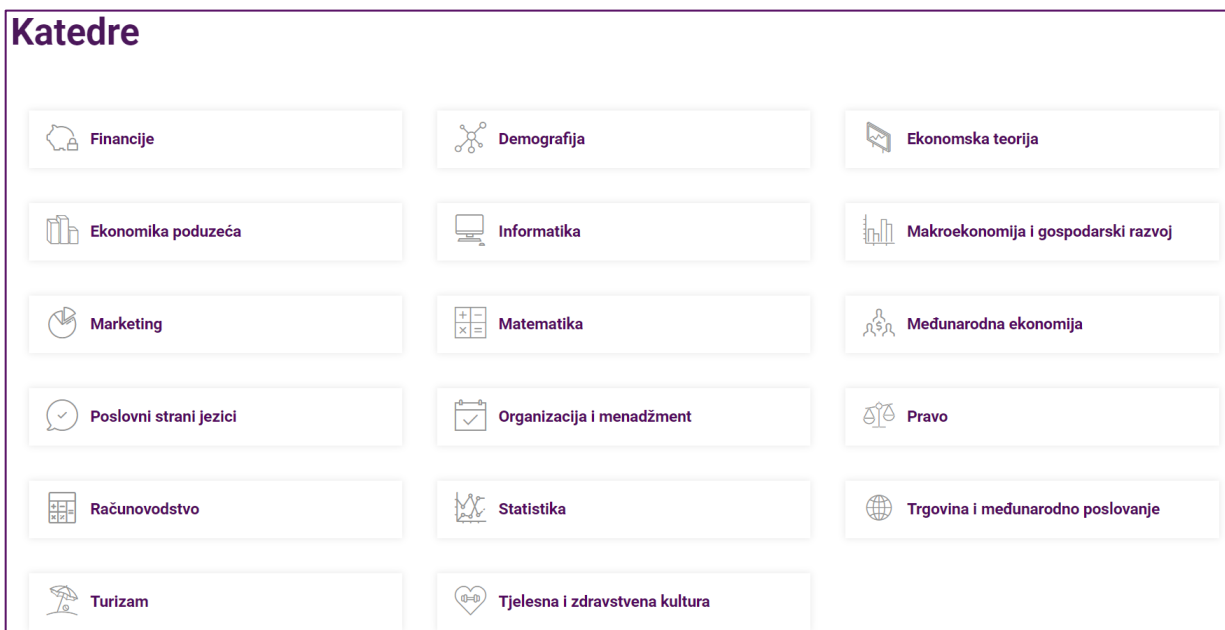 Katedre
Financije
Demografija
Ekonomska teorija
Ekonomika poduzeća
Informatika
Makroekonomija i gospodarski razvoj
Marketing
Matematika
Međunarodna ekonomija
Poslovni strani jezici
Organizacija i menadžment
Pravo
Računovodstvo
Statistika
Trgovina i međunarodno poslovanje
Turizam
Tjelesna i zdravstvena kultura